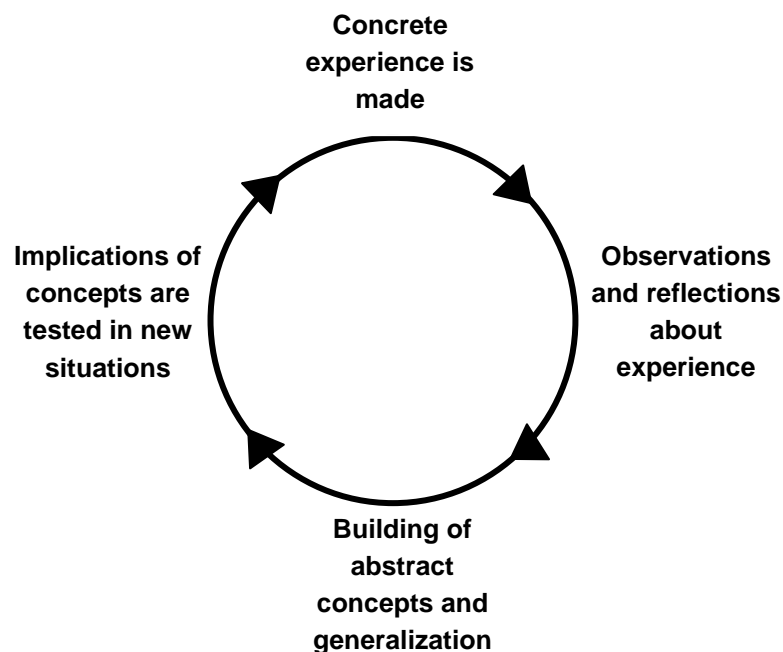 Concrete
experience is
made
Observations
and reflections
about
experience
Building of
abstract
concepts and
generalization
Implications of
concepts are
tested in new
situations